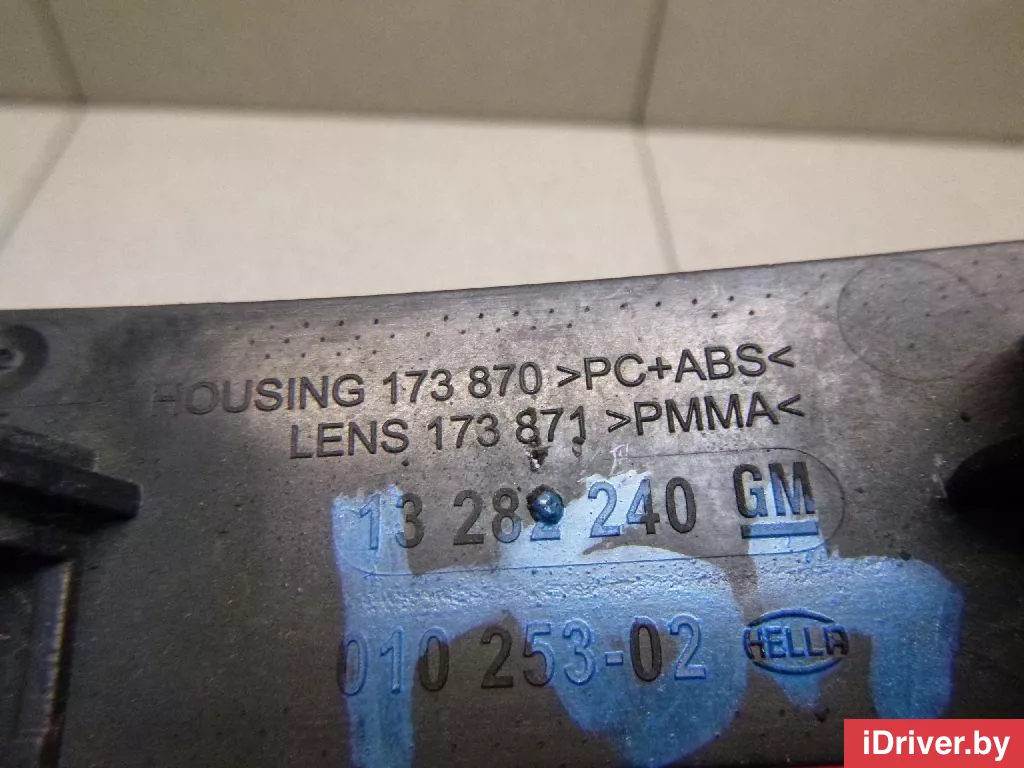 HOUSING 173 870 >PC+ABS<
LENS 173 871 >PMMA<
13 282 240 GM
010 253-02 HELLA
iDriver.by